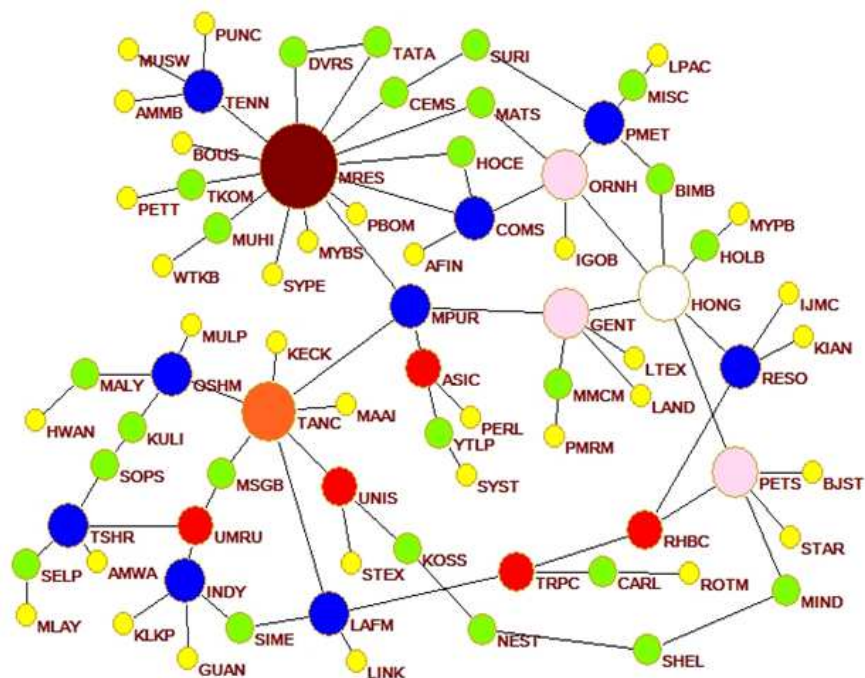 PUNC
MUSW
TATA
SURI
DVRS
LPAC
CEMS
MISC
TENN
MATS
AMMB
PMET
BOUS
HOCE
MRES
ORNH
BIMB
PETT
TKOM
PBOM
MYPB
MUHI
COMS
MYBS
AFIN
IGOB
HOLB
WTKB
SYPE
HONG
IJMC
MPUR
GENT
MULP
KECK
KIAN
LTEX
RESO
MALY
OSHM
ASIC
MMCM
LAND
TANC
MAAI
PERL
HWAN
KULI
YTLP
PMRM
SOPS
MSGB
SYST
PETS
BJST
UNIS
TSHR
UMRU
RHBC
STAR
KOSS
SELP
AMWA
STEX
INDY
TRPC
CARL
ROTM
MIND
MLAY
KLKP
SIME
LAFM
NEST
GUAN
LINK
SHEL